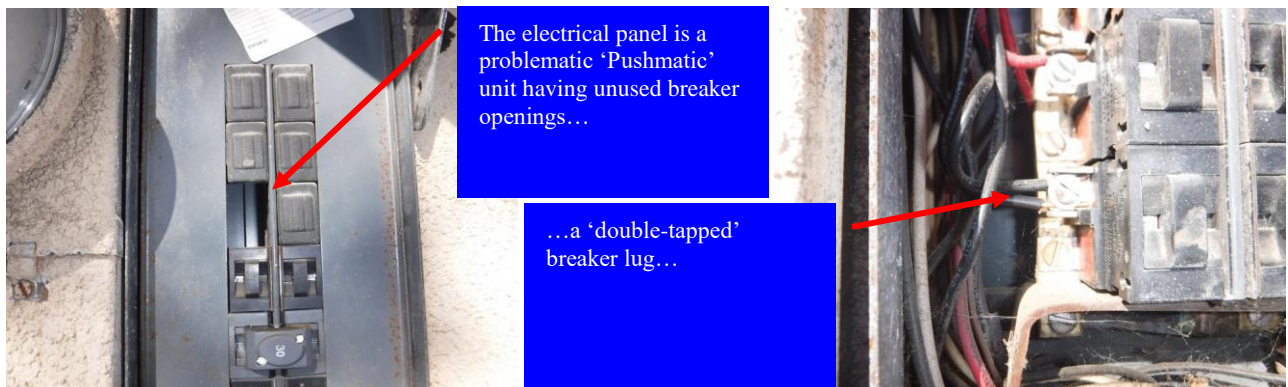 The electrical panel is a
problematic ‘Pushmatic’
unit having unused breaker
openings…
…a ‘double-tapped’
breaker lug…
30